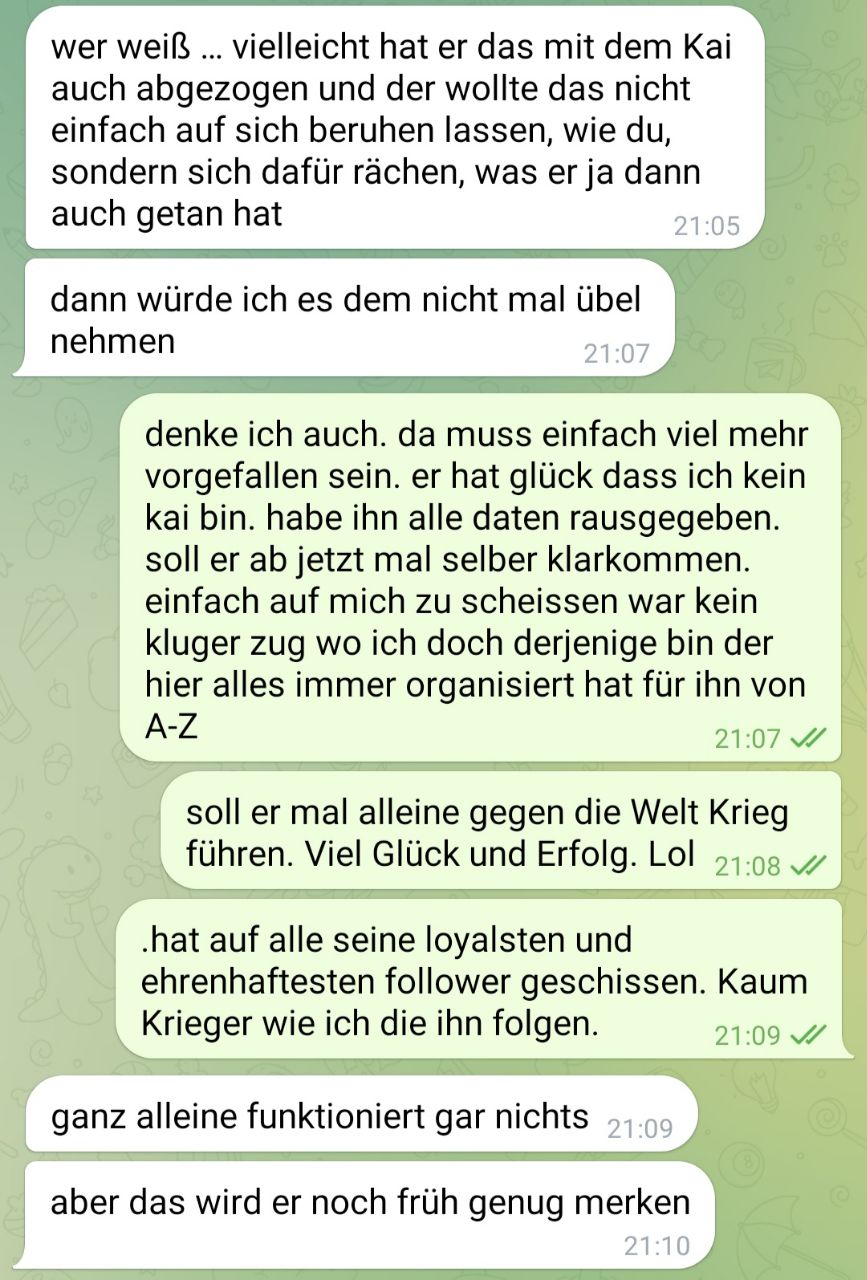 wer weiß ... vielleicht hat er das mit dem Kai
auch abgezogen und der wollte das nicht
einfach auf sich beruhen lassen, wie du,
sondern sich dafür rächen, was er ja dann
auch getan hat
21:05
dann würde ich es dem nicht mal übel
nehmen
21:07
denke ich auch. da muss einfach viel mehr
vorgefallen sein. er hat glück dass ich kein
kai bin. habe ihn alle daten rausgegeben.
soll er ab jetzt mal selber klarkommen.
einfach auf mich zu scheissen war kein
kluger zug wo ich doch derjenige bin der
hier alles immer organisiert hat für ihn von
A-Z
21:07
soll er mal alleine gegen die Welt Krieg
führen. Viel Glück und Erfolg. Lol 21:08
.hat auf alle seine loyalsten und
ehrenhaftesten follower geschissen. Kaum
Krieger wie ich die ihn folgen.
21:09
ganz alleine funktioniert gar nichts 21:09
aber das wird er noch früh genug merken
21:10